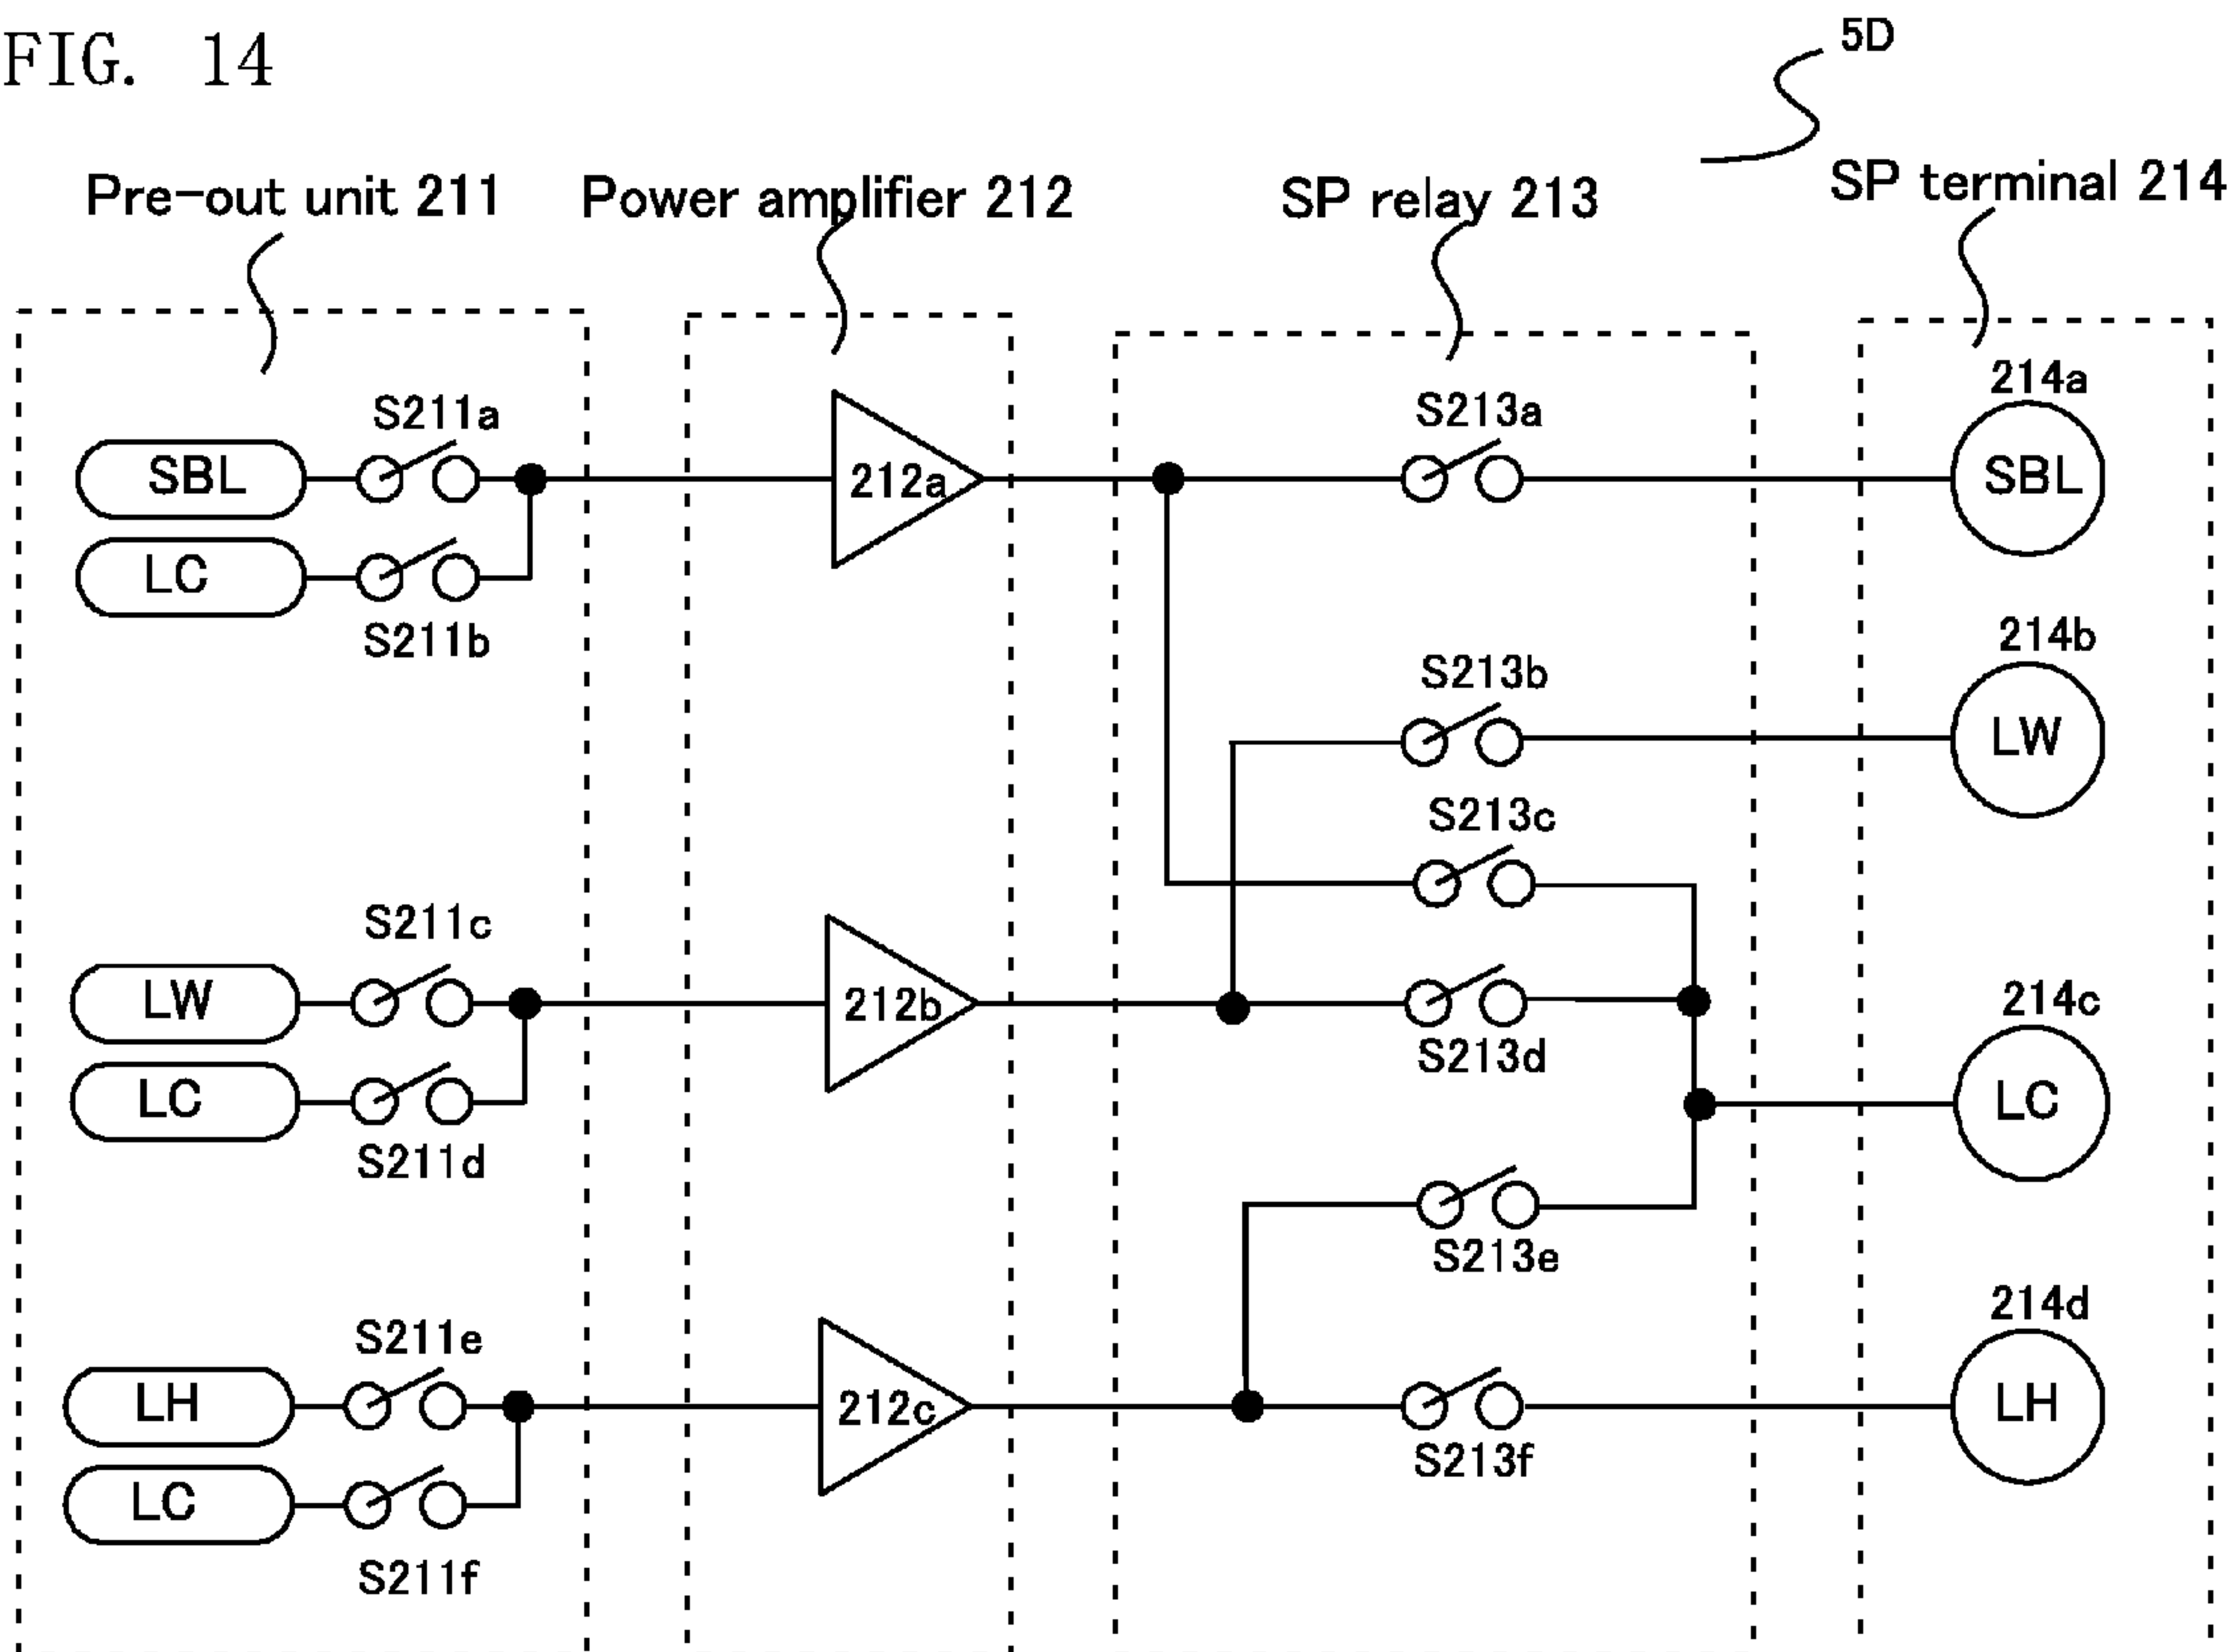 FIG. 14
5D
Pre-out unit 211
Power amplifier 212
SP relay 213
SP terminal 214
S211a
SBL
LC
S211b
212a
S213a
214a
SBL
S213b
214b
LW
S213c
S211c
LW
LC
S211d
212b
S213d
214c
LC
S213e
S211e
LH
LC
S211f
212c
S213f
214d
LH